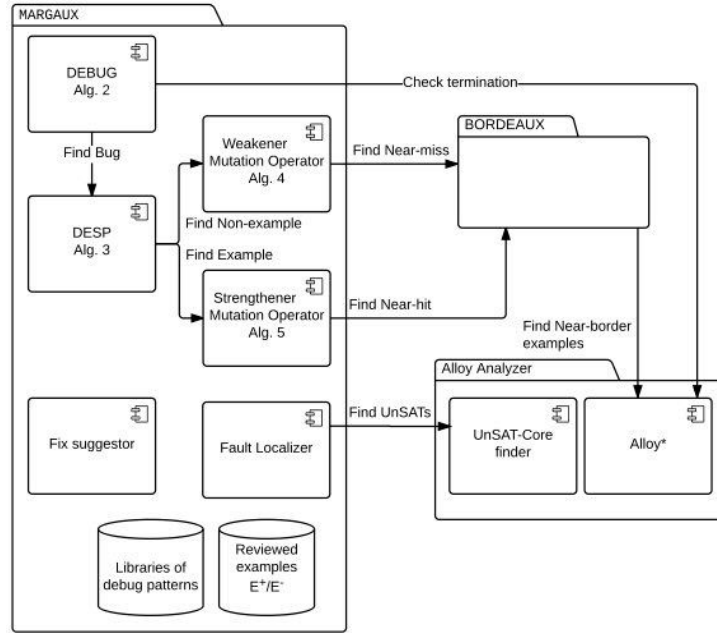 MARGAUX
DEBUG
Alg. 2
Check termination
Find Bug
Weakener
Mutation Operator
Alg. 4
Find Near-miss
BORDEAUX
DESP
Alg. 3
Find Non-example
Find Example
Strengthener
Mutation Operator
Alg. 5
Find Near-hit
Find Near-border
examples
Alloy Analyzer
Fix suggestor
Fault Localizer
Find UnSATs
UnSAT-Core
finder
Alloy*
Libraries of
debug patterns
Reviewed
examples
E⁺/E⁻